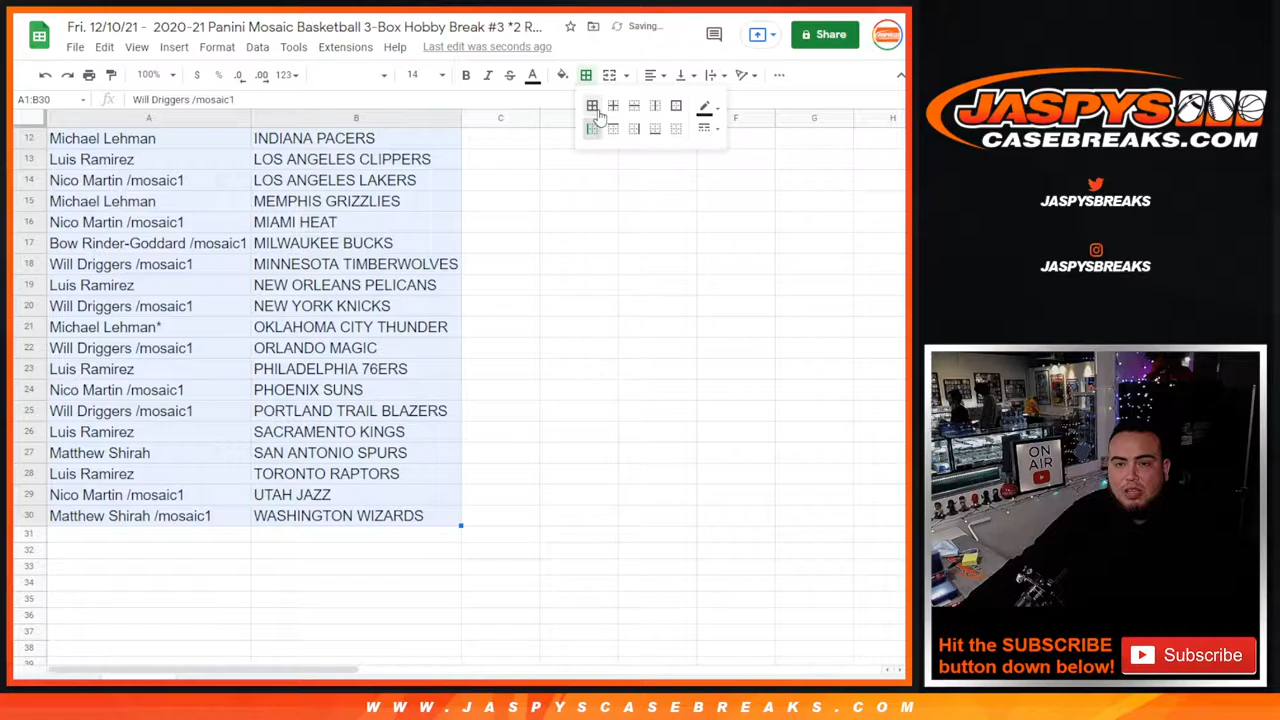 Fri. 12/10/21 - 2020-21 Panini Mosaic Basketball 3-Box Hobby Break #3 *2 R...
Saving...
File Edit View Insert Format Data Tools Extensions Help Last edit was seconds ago
Share
100% $ % .0 .00 123 14 B I S A
A1:B30 fx Will Driggers /mosaic1
A B C F G H
12 Michael Lehman INDIANA PACERS
13 Luis Ramirez LOS ANGELES CLIPPERS
14 Nico Martin /mosaic1 LOS ANGELES LAKERS
15 Michael Lehman MEMPHIS GRIZZLIES
16 Nico Martin /mosaic1 MIAMI HEAT
17 Bow Rinder-Goddard /mosaic1 MILWAUKEE BUCKS
18 Will Driggers /mosaic1 MINNESOTA TIMBERWOLVES
19 Luis Ramirez NEW ORLEANS PELICANS
20 Will Driggers /mosaic1 NEW YORK KNICKS
21 Michael Lehman* OKLAHOMA CITY THUNDER
22 Will Driggers /mosaic1 ORLANDO MAGIC
23 Luis Ramirez PHILADELPHIA 76ERS
24 Nico Martin /mosaic1 PHOENIX SUNS
25 Will Driggers /mosaic1 PORTLAND TRAIL BLAZERS
26 Luis Ramirez SACRAMENTO KINGS
27 Matthew Shirah SAN ANTONIO SPURS
28 Luis Ramirez TORONTO RAPTORS
29 Nico Martin /mosaic1 UTAH JAZZ
30 Matthew Shirah /mosaic1 WASHINGTON WIZARDS
31
32
33
34
35
36
37
38
39
JASPYS
CASEBREAKS.COM
JASPYSBREAKS
JASPYSBREAKS
ON
AIR
Hit the SUBSCRIBE
button down below!
Subscribe
WWW.JASPYSCASEBREAKS.COM